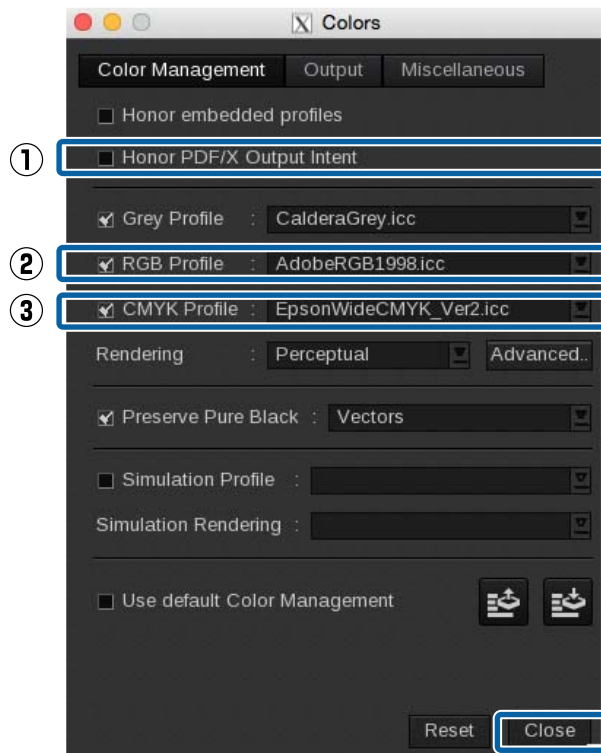 X Colors
Color Management Output Miscellaneous
Honor embedded profiles
① Honor PDF/X Output Intent
Grey Profile : CalderaGrey.icc
② RGB Profile : AdobeRGB1998.icc
③ CMYK Profile : EpsonWideCMYK_Ver2.icc
Rendering : Perceptual Advanced..
Preserve Pure Black : Vectors
Simulation Profile :
Simulation Rendering :
Use default Color Management
Reset Close